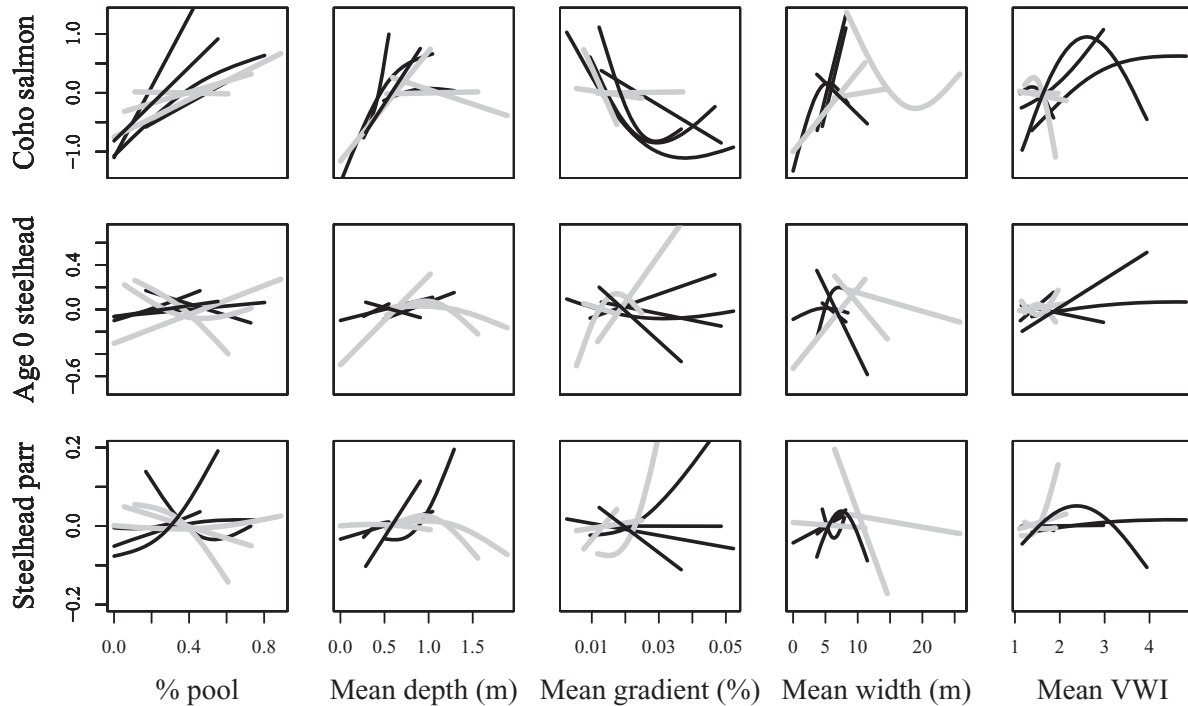 Coho salmon
1.0
0.0
−1.0
Age 0 steelhead
0.4
0.0
−0.6
Steelhead parr
0.2
0.0
−0.2
0.0 0.4 0.8 0.0 0.5 1.0 1.5 0.01 0.03 0.05 0 5 10 20 1 2 3 4
% pool Mean depth (m) Mean gradient (%) Mean width (m) Mean VWI